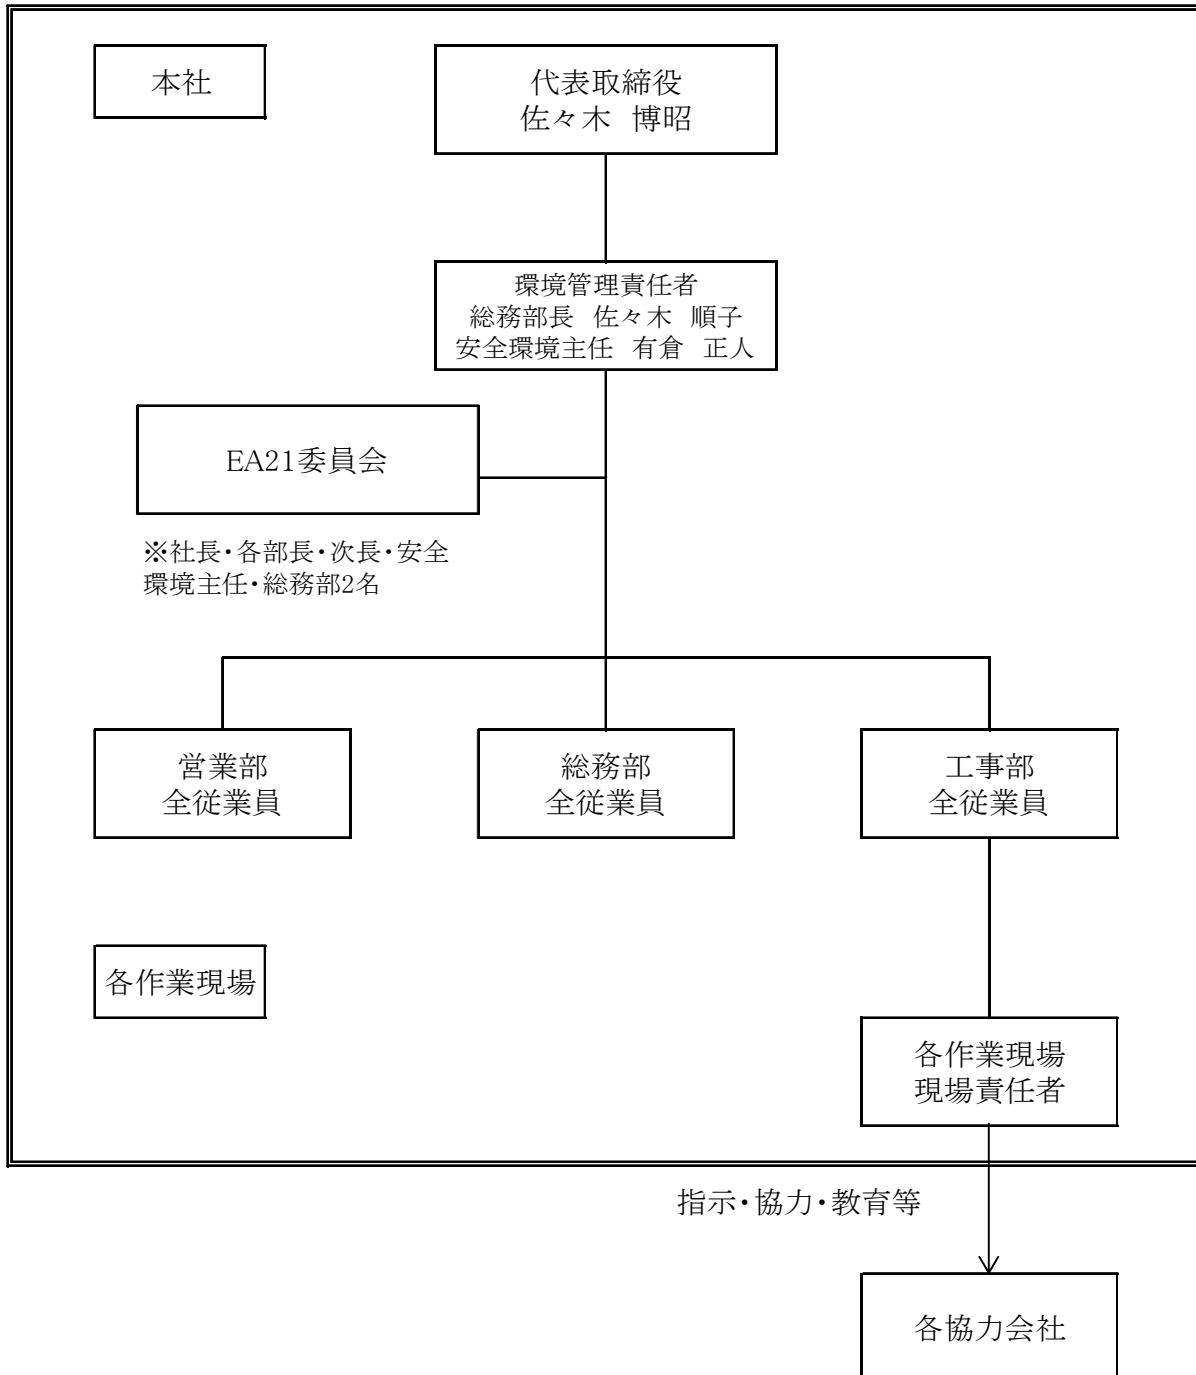 本社
代表取締役
佐々木 博昭
環境管理責任者
総務部長 佐々木 順子
安全環境主任 有倉 正人
EA21委員会
※社長・各部長・次長・安全
環境主任・総務部2名
営業部
全従業員
総務部
全従業員
工事部
全従業員
各作業現場
各作業現場
現場責任者
指示・協力・教育等
各協力会社